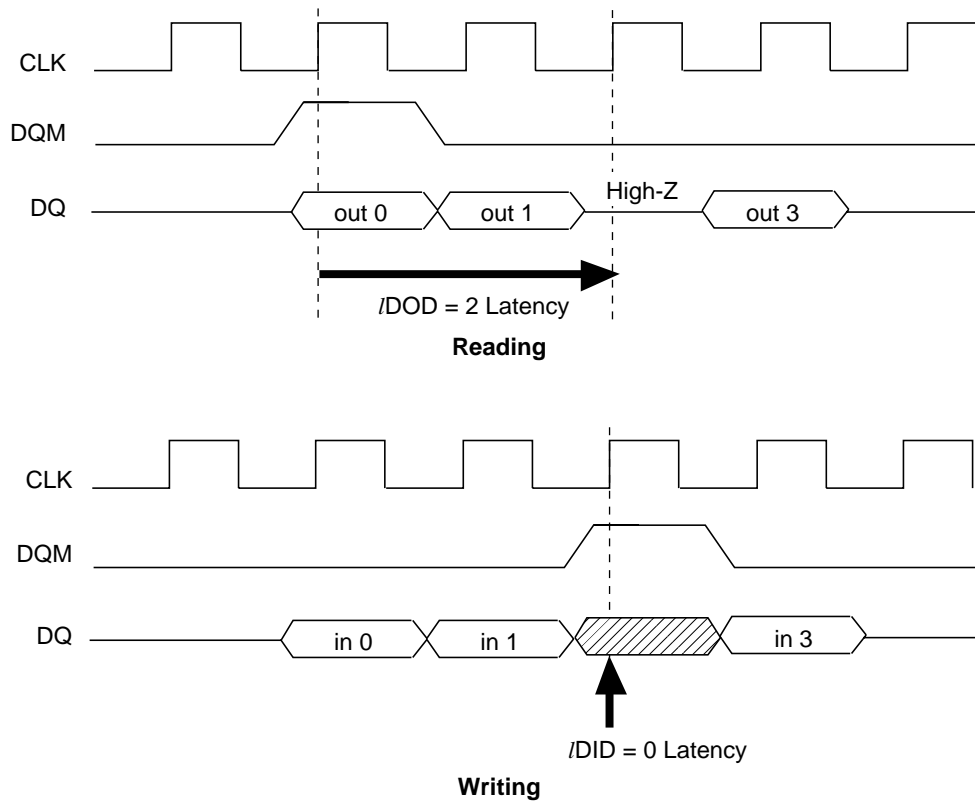 CLK
DQM
High-Z
DQ out 0 out 1 out 3
lDOD = 2 Latency
Reading
CLK
DQM
DQ in 0 in 1 in 3
lDID = 0 Latency
Writing